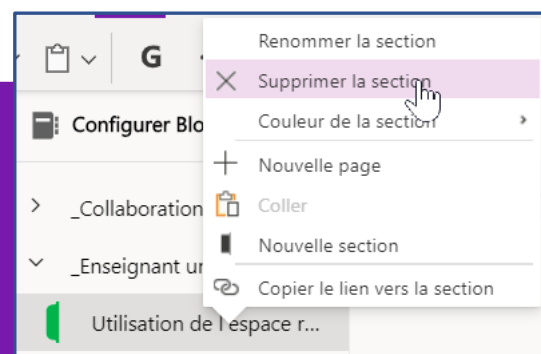 G
Renommer la section
Supprimer la section
Couleur de la section
Configurer Blo
Nouvelle page
_Collaboration
Coller
_Enseignant un
Nouvelle section
Copier le lien vers la section
Utilisation de l'espace r...